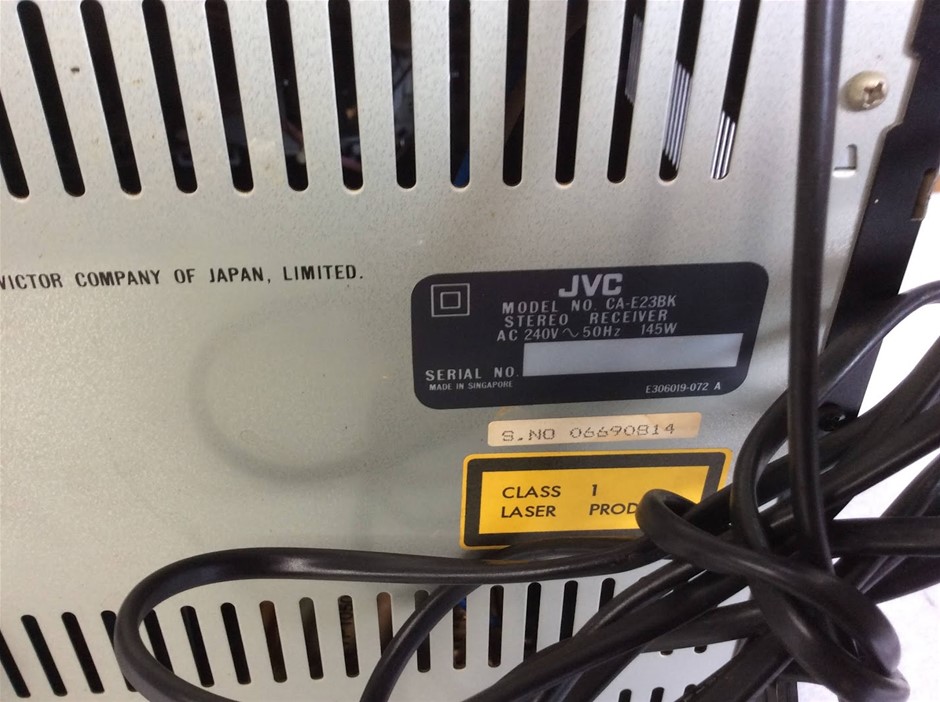 VICTOR COMPANY OF JAPAN, LIMITED.
JVC
MODEL NO. CA-E23BK
STEREO RECEIVER
AC 240V ~ 50Hz 145W
SERIAL NO.
MADE IN SINGAPORE
E306019-072 A
S.NO 06690814
CLASS 1
LASER PROD